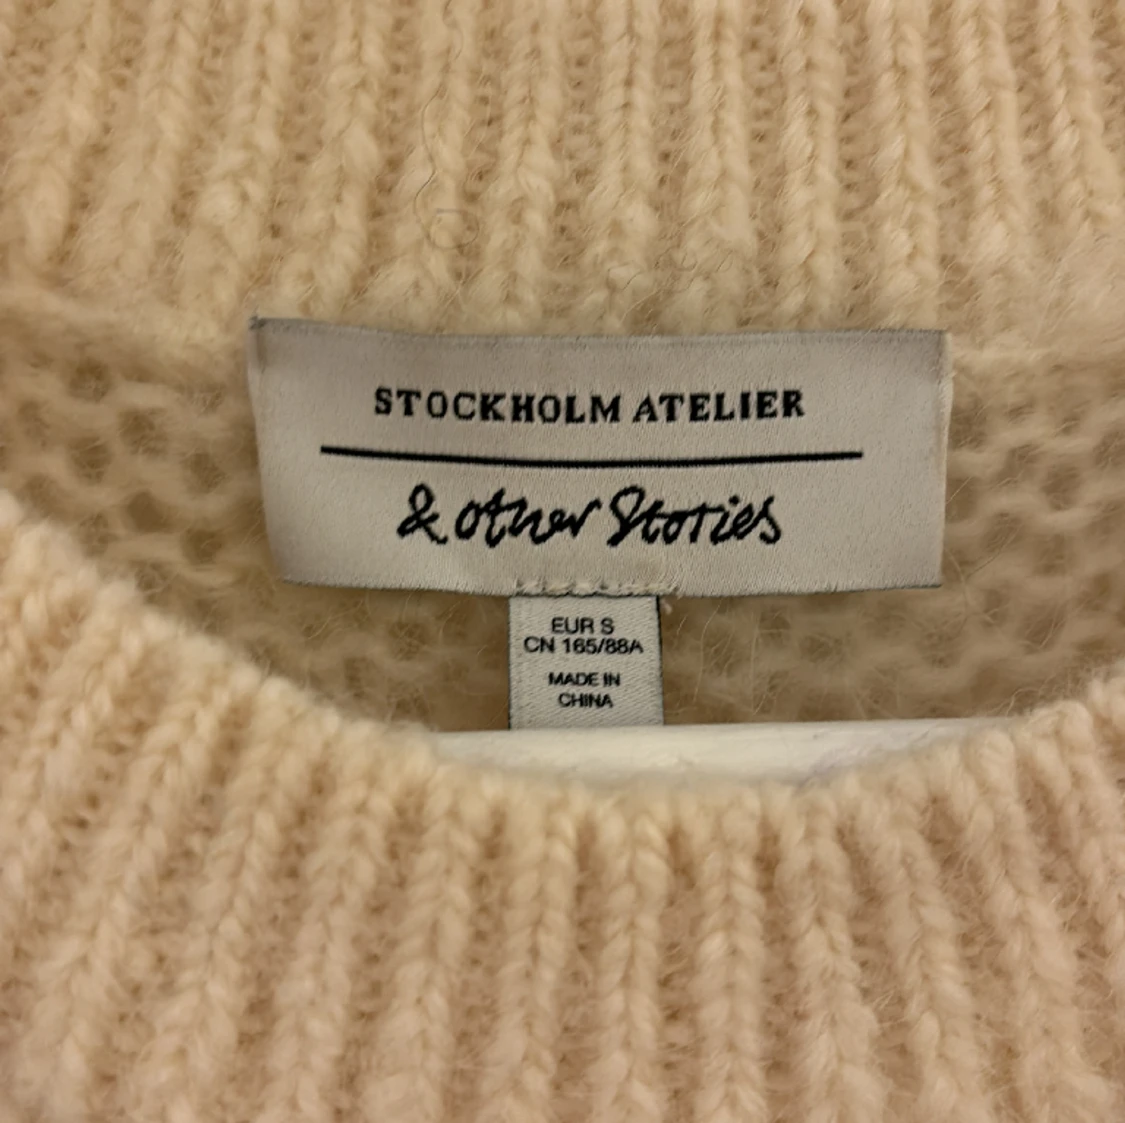 STOCKHOLM ATELIER
& other Stories
EUR S
CN 165/88A
MADE IN
CHINA